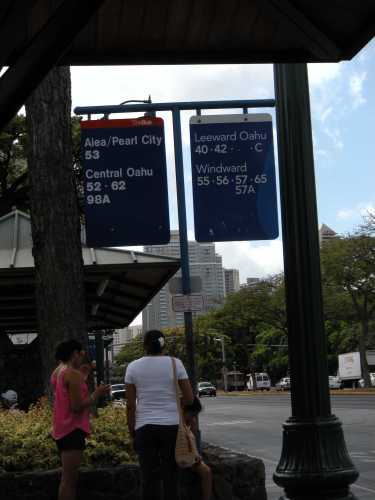 TheBus
Aiea/Pearl City
53
Central Oahu
52 · 62
98A
Leeward Oahu
40 · 42 · · C
Windward
55 · 56 · 57 · 65
57A